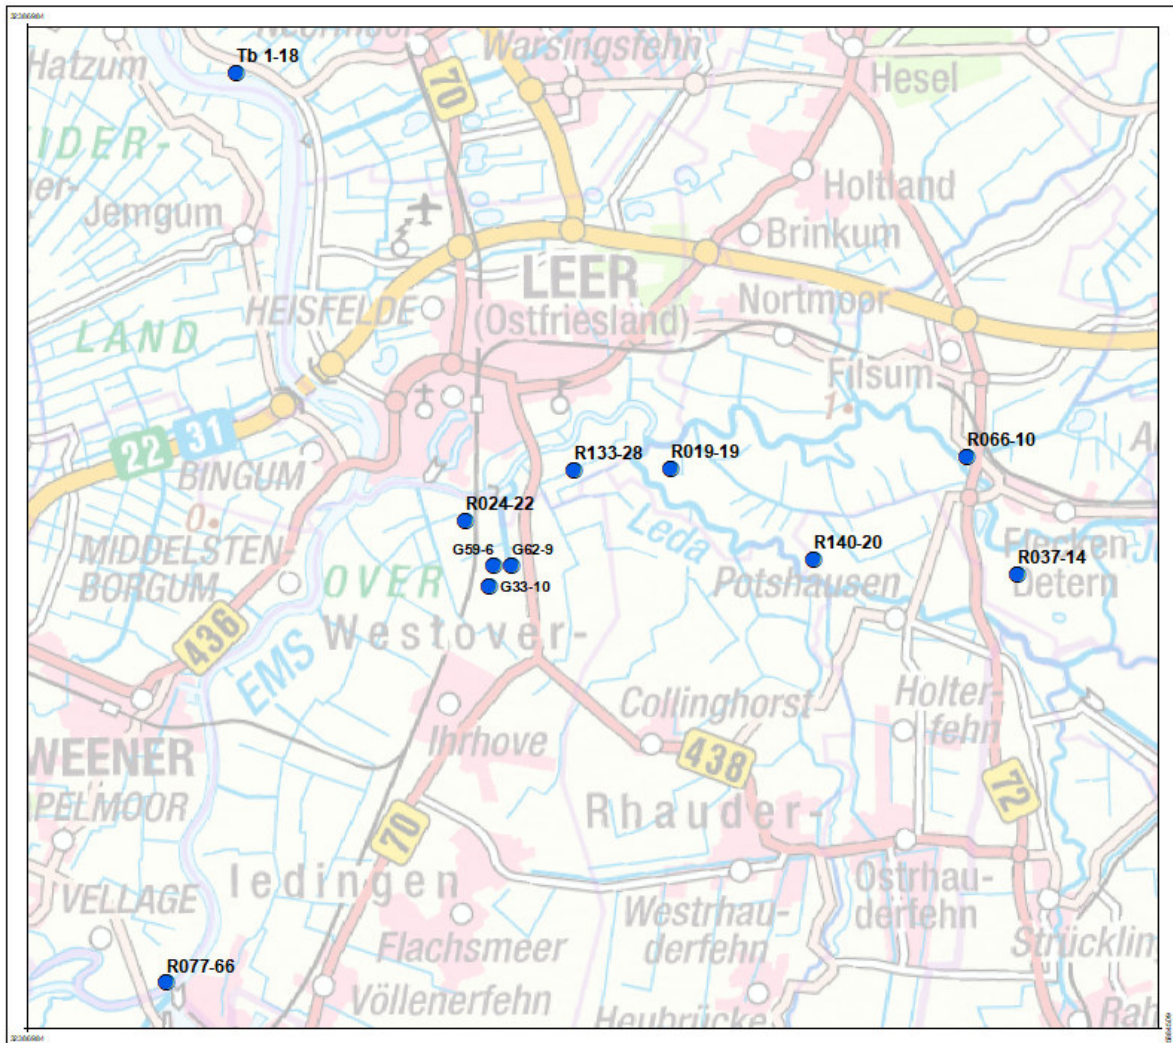 Tb 1-18
Warsingsfehn
Hatzum
70
Hesel
Holtland
Jemgum
Brinkum
LEER
Nortmoor
HEISFELDE
(Ostfriesland)
LAND
Filsum
1
22
31
R133-28
R019-19
R066-10
BINGUM
0
R024-22
Leda
MIDDELSTEN-
BORGUM
OVER
G59-6
G62-9
G33-10
R140-20
Potshausen
R037-14
Flecken
Detern
436
Westover-
EMS
Collinghorst
Holter-
fehn
Ihrhove
WEENER
438
72
Rhauder-
70
Ostrhau-
derfehn
VELLAGE
Westrhau-
derfehn
Flachsmeer
R077-66
Völlenerfehn